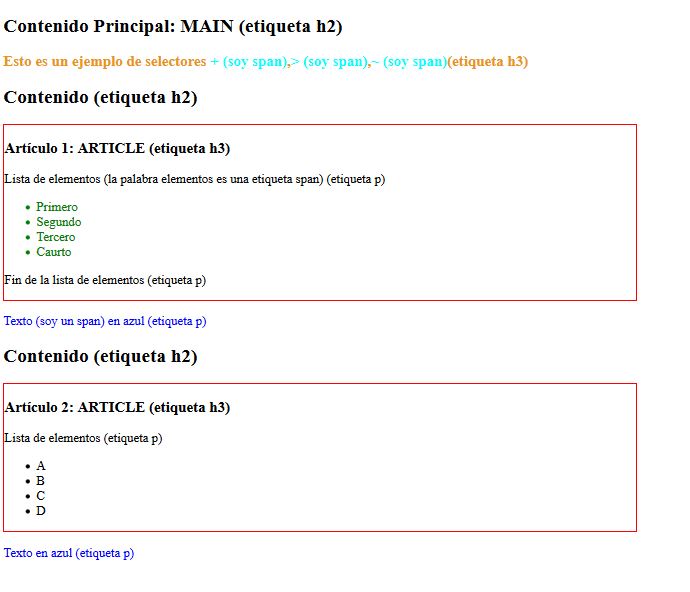 Contenido Principal: MAIN (etiqueta h2)
Esto es un ejemplo de selectores + (soy span),> (soy span),~ (soy span)(etiqueta h3)
Contenido (etiqueta h2)
Artículo 1: ARTICLE (etiqueta h3)
Lista de elementos (la palabra elementos es una etiqueta span) (etiqueta p)
• Primero
• Segundo
• Tercero
• Caurto
Fin de la lista de elementos (etiqueta p)
Texto (soy un span) en azul (etiqueta p)
Contenido (etiqueta h2)
Artículo 2: ARTICLE (etiqueta h3)
Lista de elementos (etiqueta p)
• A
• B
• C
• D
Texto en azul (etiqueta p)